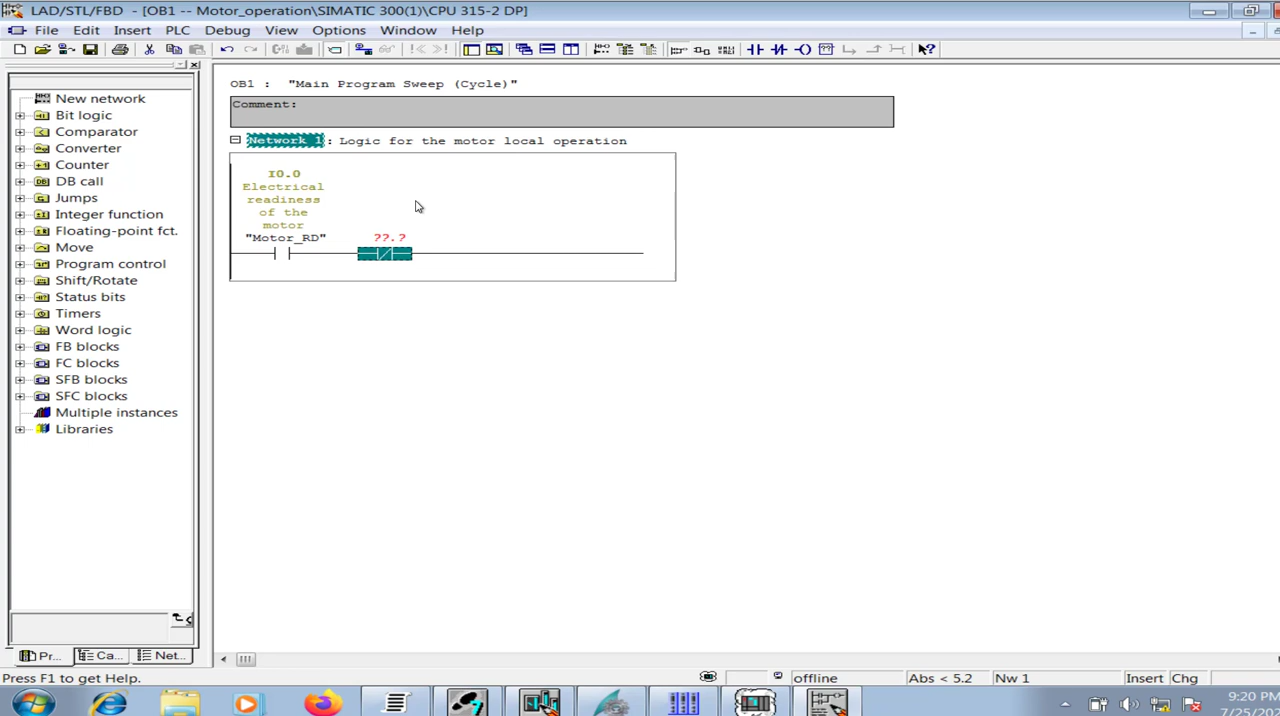 LAD/STL/FBD - [OB1 -- Motor_operation\SIMATIC 300(1)\CPU 315-2 DP]
File Edit Insert PLC Debug View Options Window Help
New network
Bit logic
Comparator
Converter
Counter
DB call
Jumps
Integer function
Floating-point fct.
Move
Program control
Shift/Rotate
Status bits
Timers
Word logic
FB blocks
FC blocks
SFB blocks
SFC blocks
Multiple instances
Libraries
Pr... Ca... Net...
OB1 : "Main Program Sweep (Cycle)"
Comment:
Network 1: Logic for the motor local operation
I0.0
Electrical
readiness
of the
motor
"Motor_RD" ??.?
Press F1 to get Help.
offline Abs < 5.2 Nw 1 Insert Chg
9:20 PM
7/25/202